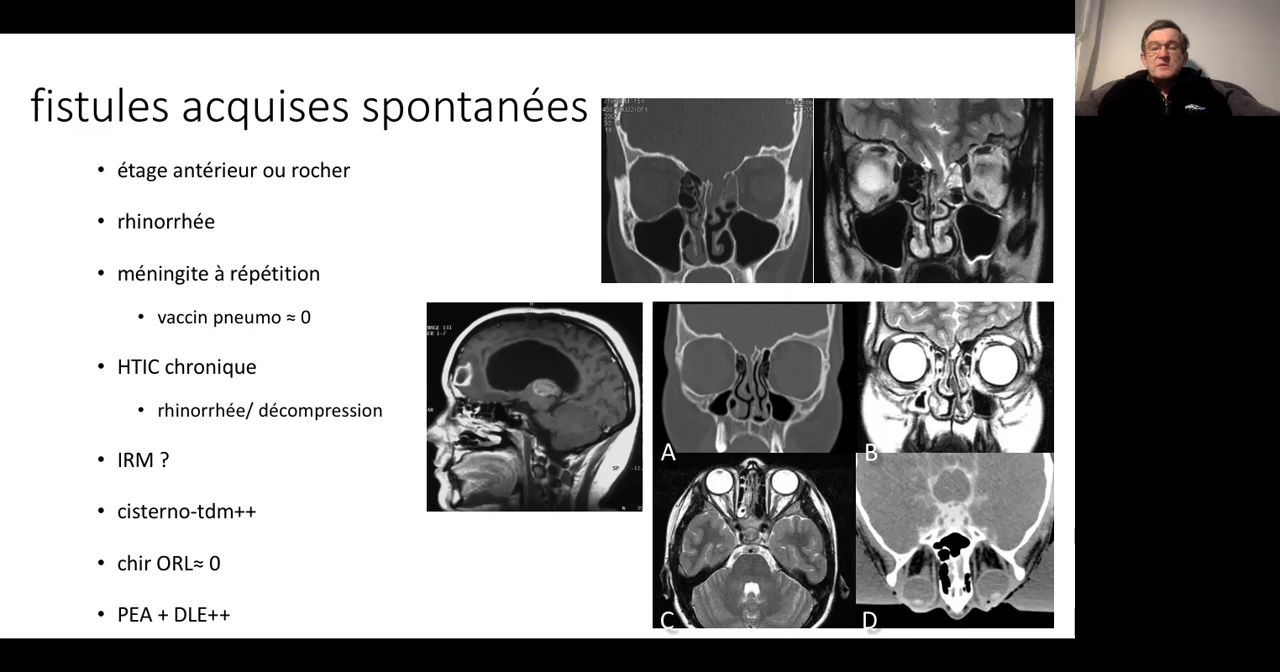 fistules acquises spontanées
• étage antérieur ou rocher
• rhinorrhée
• méningite à répétition
• vaccin pneumo ≈ 0
• HTIC chronique
• rhinorrhée/ décompression
• IRM ?
• cisterno-tdm++
• chir ORL≈ 0
• PEA + DLE++
A
B
C
D